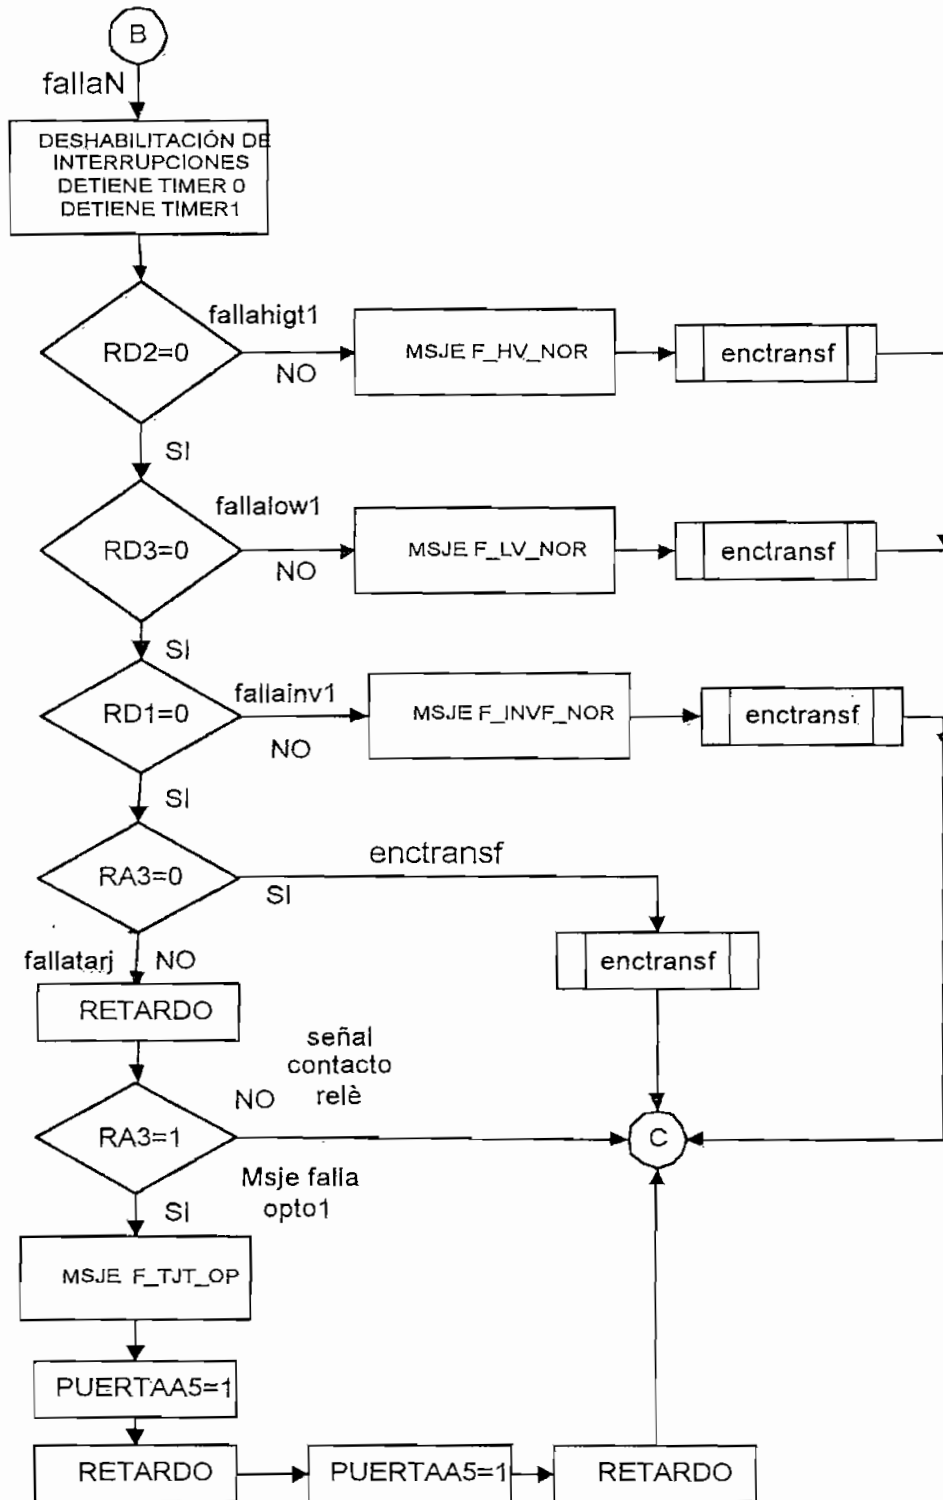 B
fallaN
DESHABILITACIÓN DE
INTERRUPCIONES
DETIENE TIMER 0
DETIENE TIMER1
RD2=0
fallahigt1
NO
MSJE F_HV_NOR
enctransf
SI
RD3=0
fallalow1
NO
MSJE F_LV_NOR
enctransf
SI
RD1=0
fallainv1
NO
MSJE F_INVF_NOR
enctransf
SI
RA3=0
enctransf
SI
enctransf
fallatarj
NO
RETARDO
señal
contacto
relè
NO
RA3=1
C
Msje falla
opto1
SI
MSJE F_TJT_OP
PUERTAA5=1
RETARDO
PUERTAA5=1
RETARDO